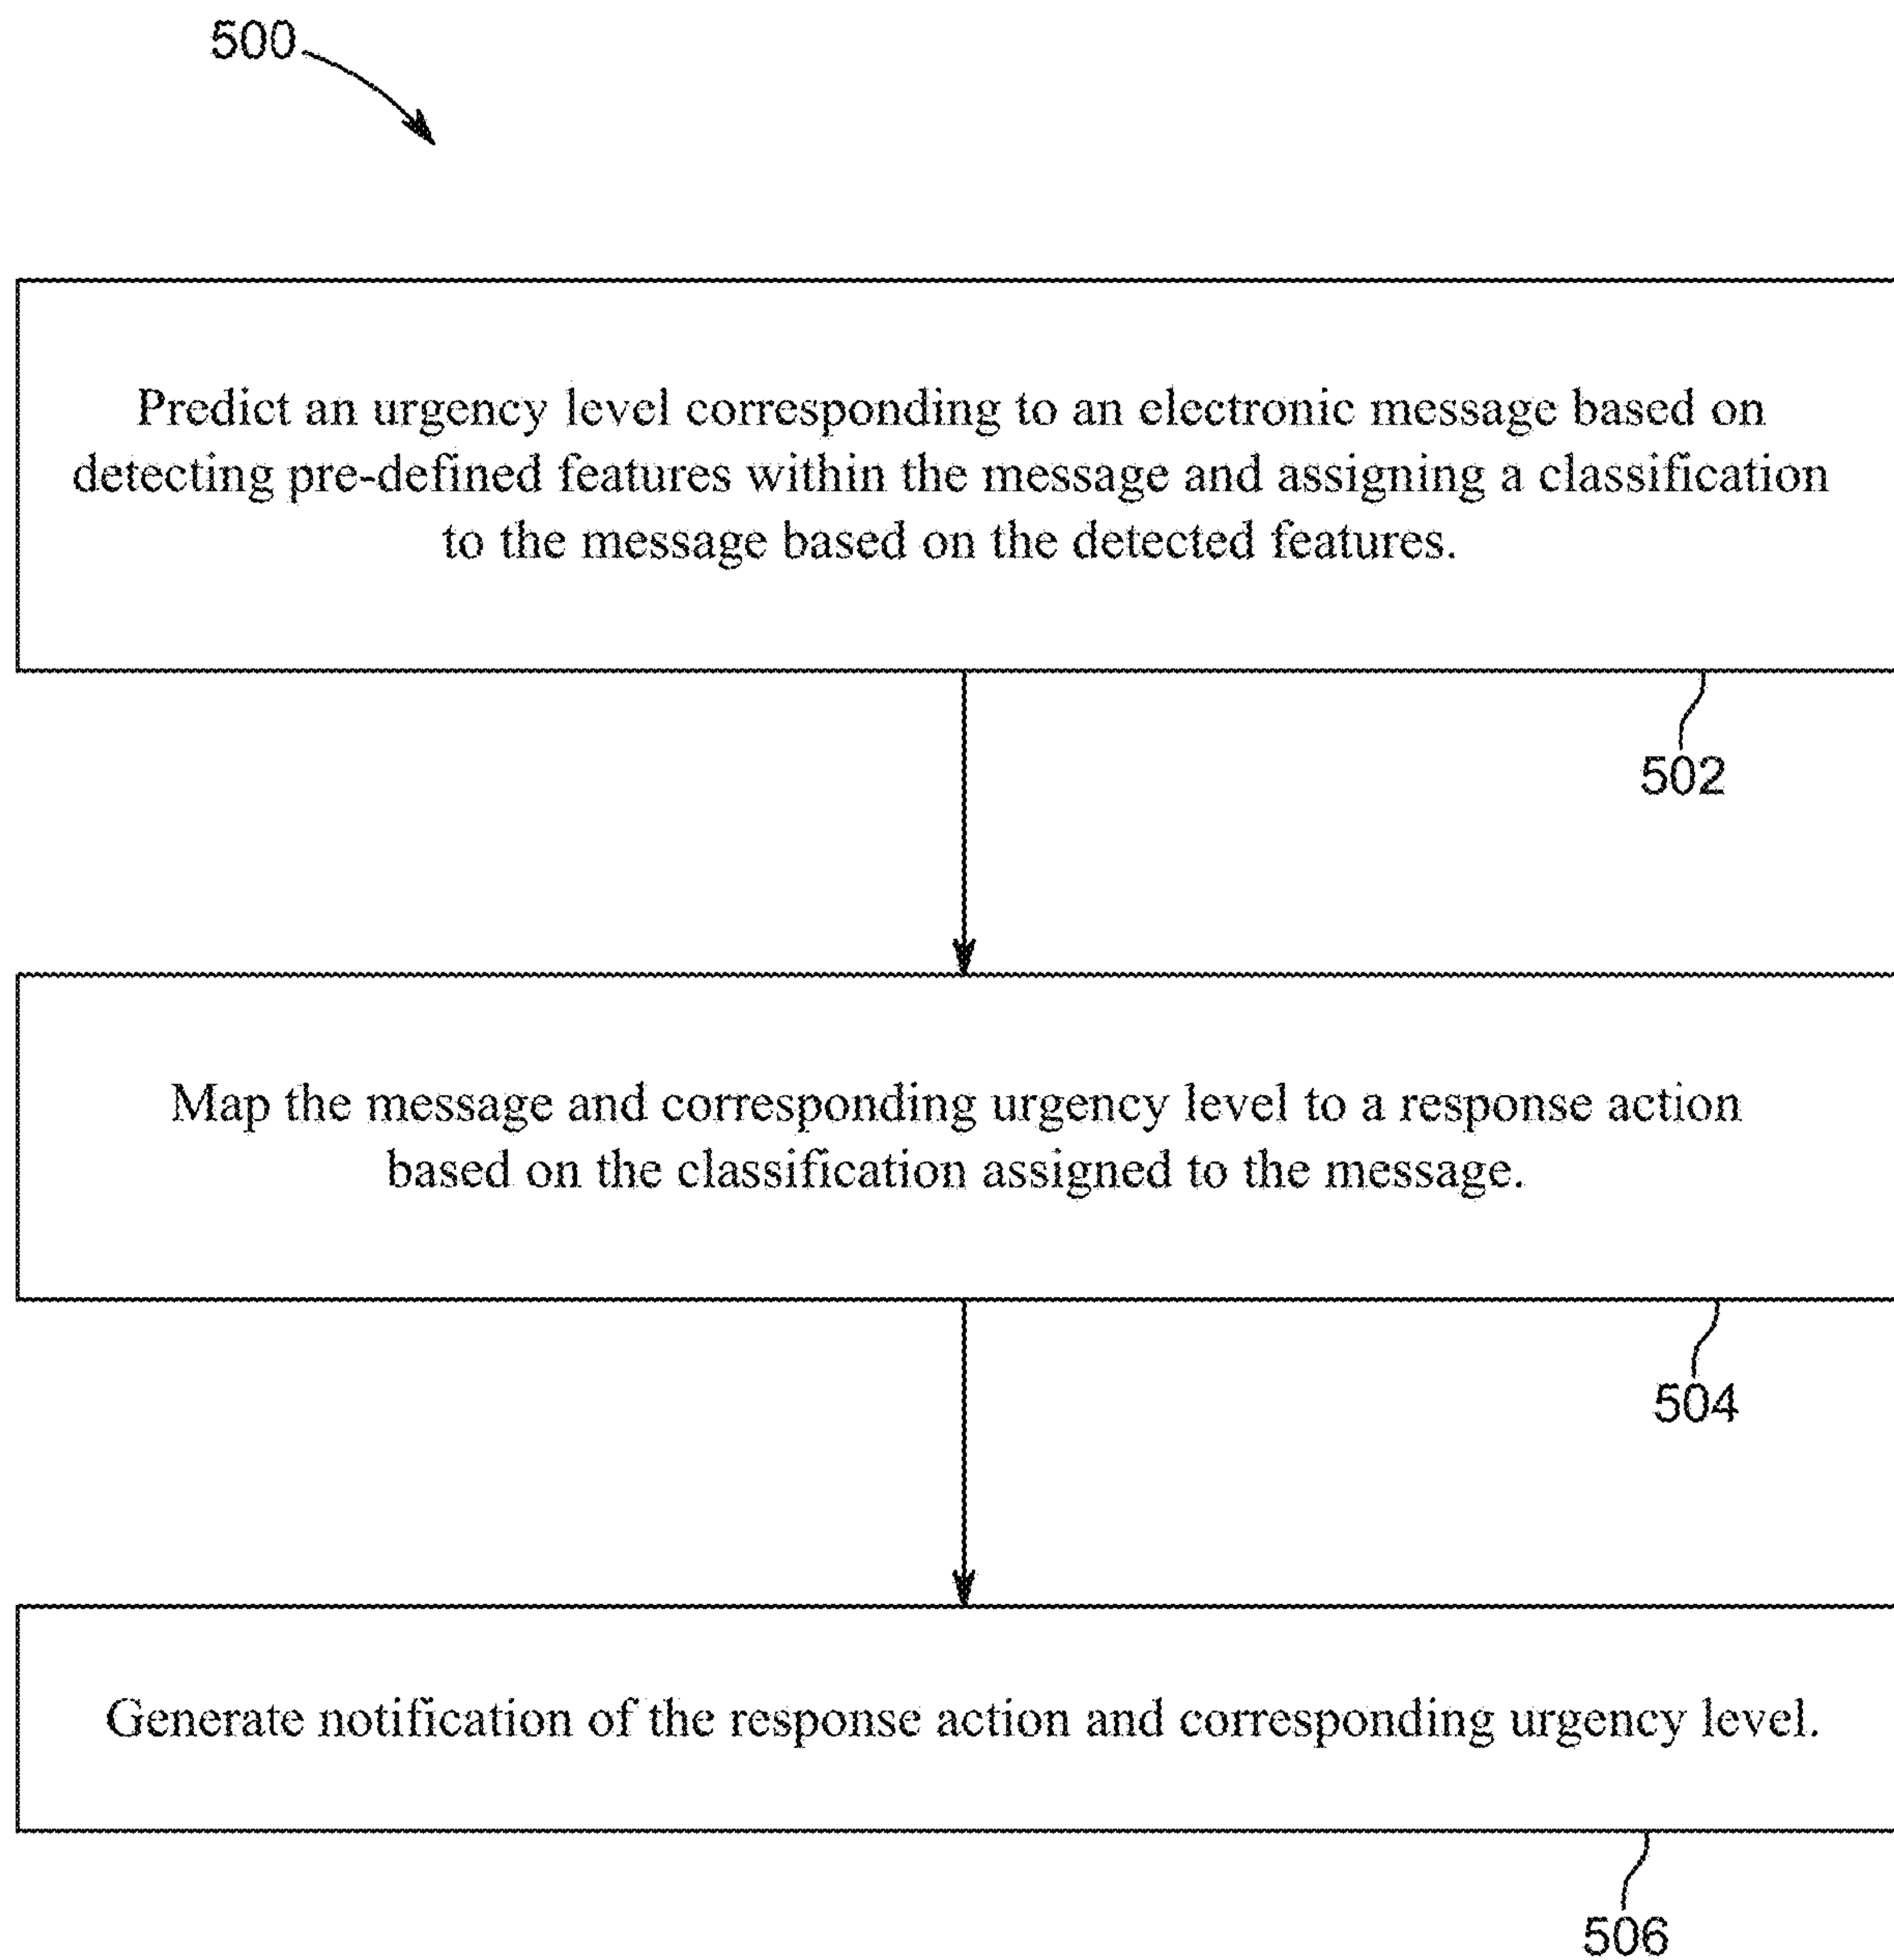 500
Predict an urgency level corresponding to an electronic message based on
detecting pre-defined features within the message and assigning a classification
to the message based on the detected features.
502
Map the message and corresponding urgency level to a response action
based on the classification assigned to the message.
504
Generate notification of the response action and corresponding urgency level.
506